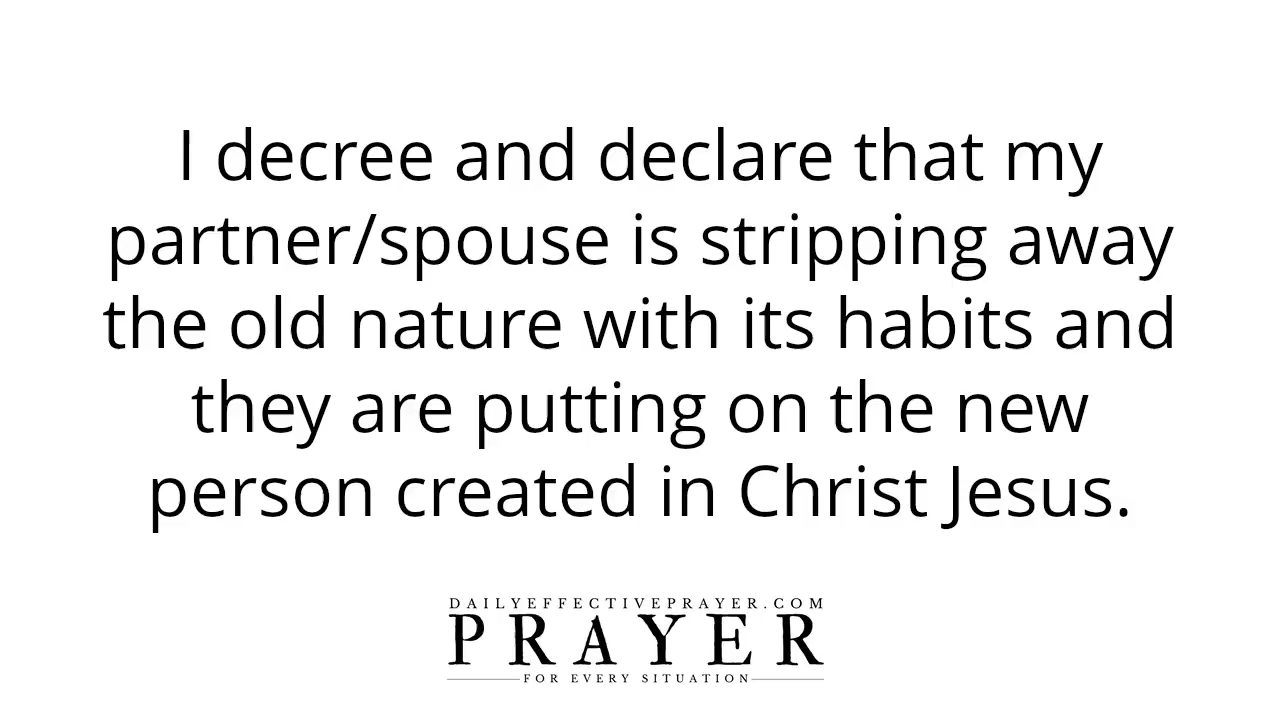 I decree and declare that my
partner/spouse is stripping away
the old nature with its habits and
they are putting on the new
person created in Christ Jesus.
DAILYEFFECTIVEPRAYER.COM
PRAYER
FOR EVERY SITUATION